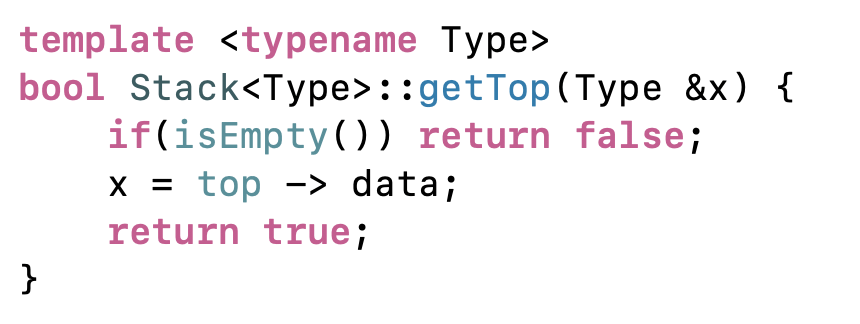 template <typename Type>
bool Stack<Type>::getTop(Type &x) {
    if(isEmpty()) return false;
    x = top -> data;
    return true;
}